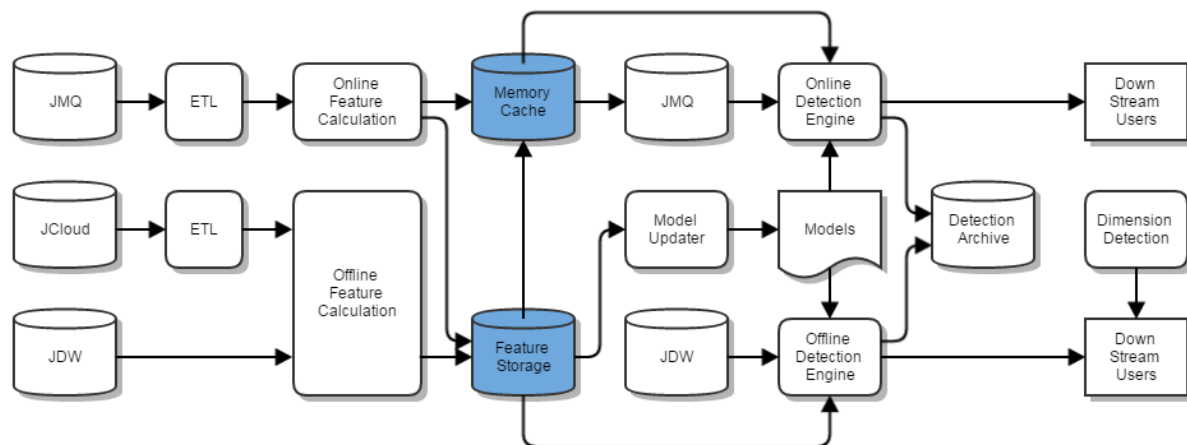 JMQ
ETL
Online
Feature
Calculation
Memory
Cache
JMQ
Online
Detection
Engine
Down
Stream
Users
JCloud
ETL
Offline
Feature
Calculation
Model
Updater
Models
Detection
Archive
Dimension
Detection
JDW
Feature
Storage
JDW
Offline
Detection
Engine
Down
Stream
Users